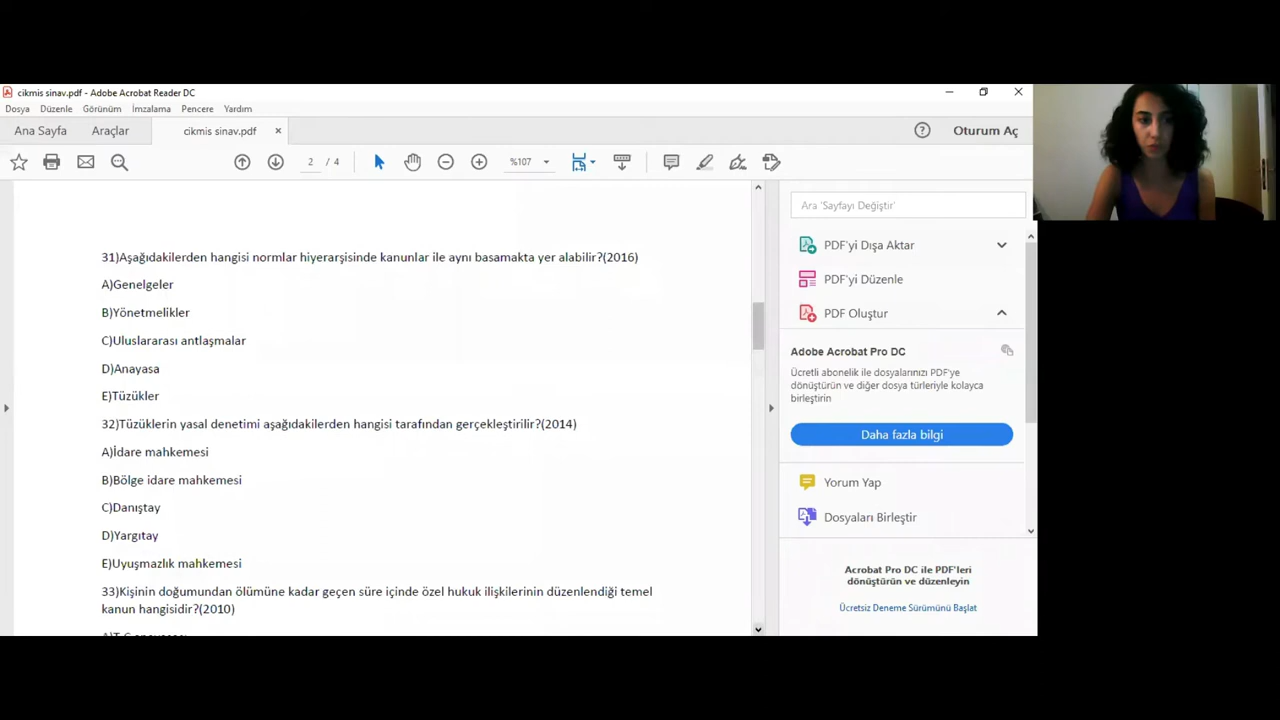 cikmis sinav.pdf - Adobe Acrobat Reader DC
Dosya Düzenle Görünüm İmzalama Pencere Yardım
Ana Sayfa Araçlar cikmis sinav.pdf Oturum Aç
2 / 4 %107
31)Aşağıdakilerden hangisi normlar hiyerarşisinde kanunlar ile aynı basamakta yer alabilir?(2016)
A)Genelgeler
B)Yönetmelikler
C)Uluslararası antlaşmalar
D)Anayasa
E)Tüzükler
32)Tüzüklerin yasal denetimi aşağıdakilerden hangisi tarafından gerçekleştirilir?(2014)
A)İdare mahkemesi
B)Bölge idare mahkemesi
C)Danıştay
D)Yargıtay
E)Uyuşmazlık mahkemesi
33)Kişinin doğumundan ölümüne kadar geçen süre içinde özel hukuk ilişkilerinin düzenlendiği temel
kanun hangisidir?(2010)
Ara 'Sayfayı Değiştir'
PDF'yi Dışa Aktar
PDF'yi Düzenle
PDF Oluştur
Adobe Acrobat Pro DC
Ücretli abonelik ile dosyalarınızı PDF'ye
dönüştürün ve diğer dosya türleriyle kolayca
birleştirin
Daha fazla bilgi
Yorum Yap
Dosyaları Birleştir
Acrobat Pro DC ile PDF'leri
dönüştürün ve düzenleyin
Ücretsiz Deneme Sürümünü Başlat